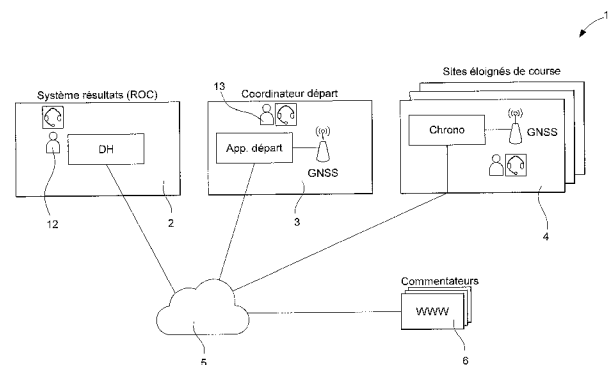 1
Système résultats (ROC)
DH
12
2
Coordinateur départ
13
App. départ
GNSS
3
Sites éloignés de course
Chrono
GNSS
4
5
Commentateurs
WWW
6